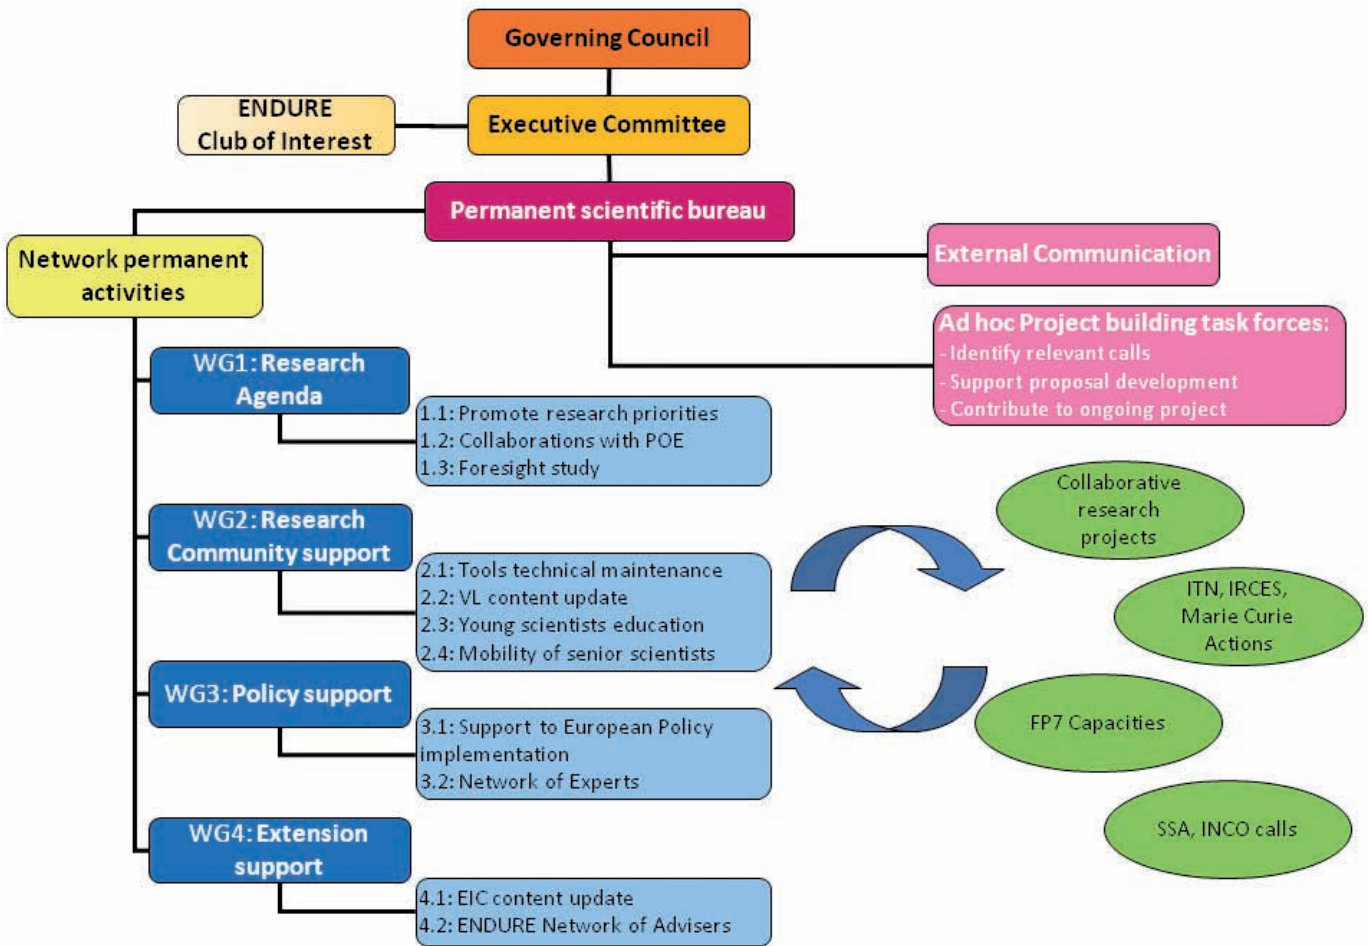 Governing Council
ENDURE
Club of Interest
Executive Committee
Permanent scientific bureau
Network permanent
activities
External Communication
Ad hoc Project building task forces:
- Identify relevant calls
- Support proposal development
- Contribute to ongoing project
WG1: Research
Agenda
1.1: Promote research priorities
1.2: Collaborations with POE
1.3: Foresight study
WG2: Research
Community support
2.1: Tools technical maintenance
2.2: VL content update
2.3: Young scientists education
2.4: Mobility of senior scientists
WG3: Policy support
3.1: Support to European Policy
implementation
3.2: Network of Experts
WG4: Extension
support
4.1: EIC content update
4.2: ENDURE Network of Advisers
Collaborative
research
projects
ITN, IRCES,
Marie Curie
Actions
FP7 Capacities
SSA, INCO calls